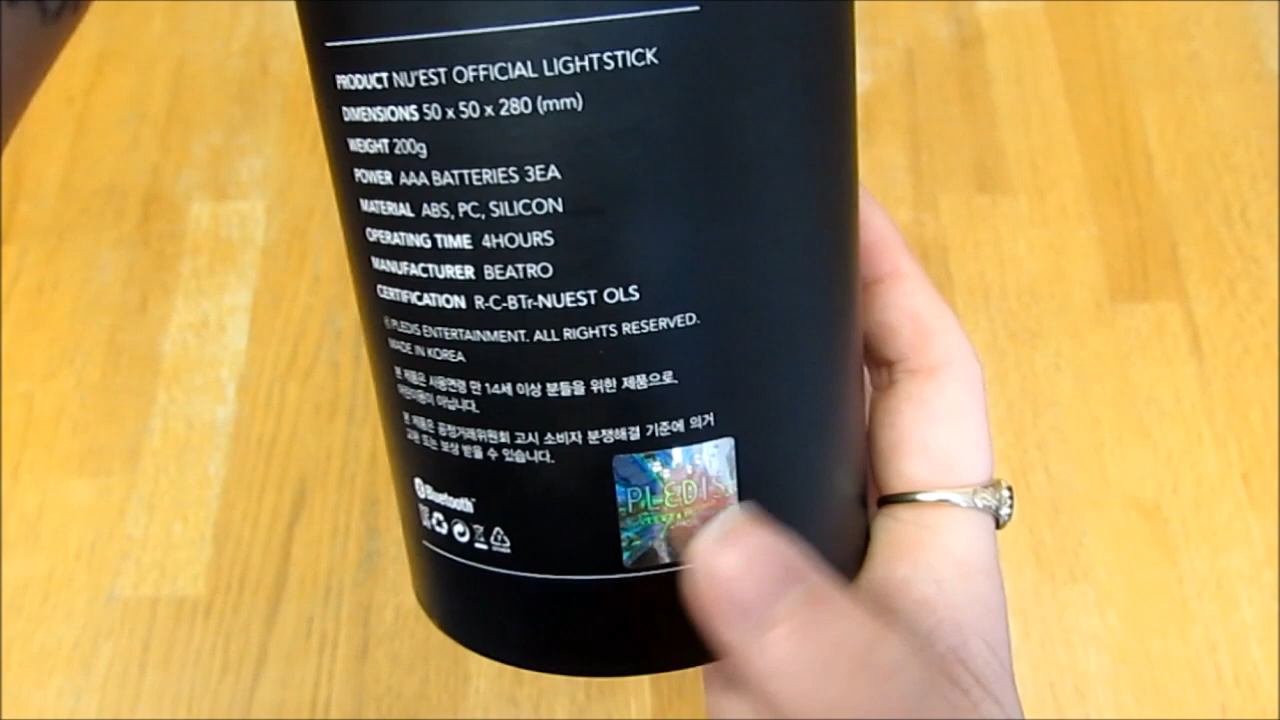 PRODUCT NU'EST OFFICIAL LIGHTSTICK
DIMENSIONS 50 x 50 x 280 (mm)
WEIGHT 200g
POWER AAA BATTERIES 3EA
MATERIAL ABS, PC, SILICON
OPERATING TIME 4HOURS
MANUFACTURER BEATRO
CERTIFICATION R-C-BTr-NUEST OLS
© PLEDIS ENTERTAINMENT. ALL RIGHTS RESERVED.
MADE IN KOREA
본 제품은 사용연령 만 14세 이상 분들을 위한 제품으로,
어린이용이 아닙니다.
본 제품은 공정거래위원회 고시 소비자 분쟁해결 기준에 의거
교환 또는 보상 받을 수 있습니다.
Bluetooth
PLEDIS